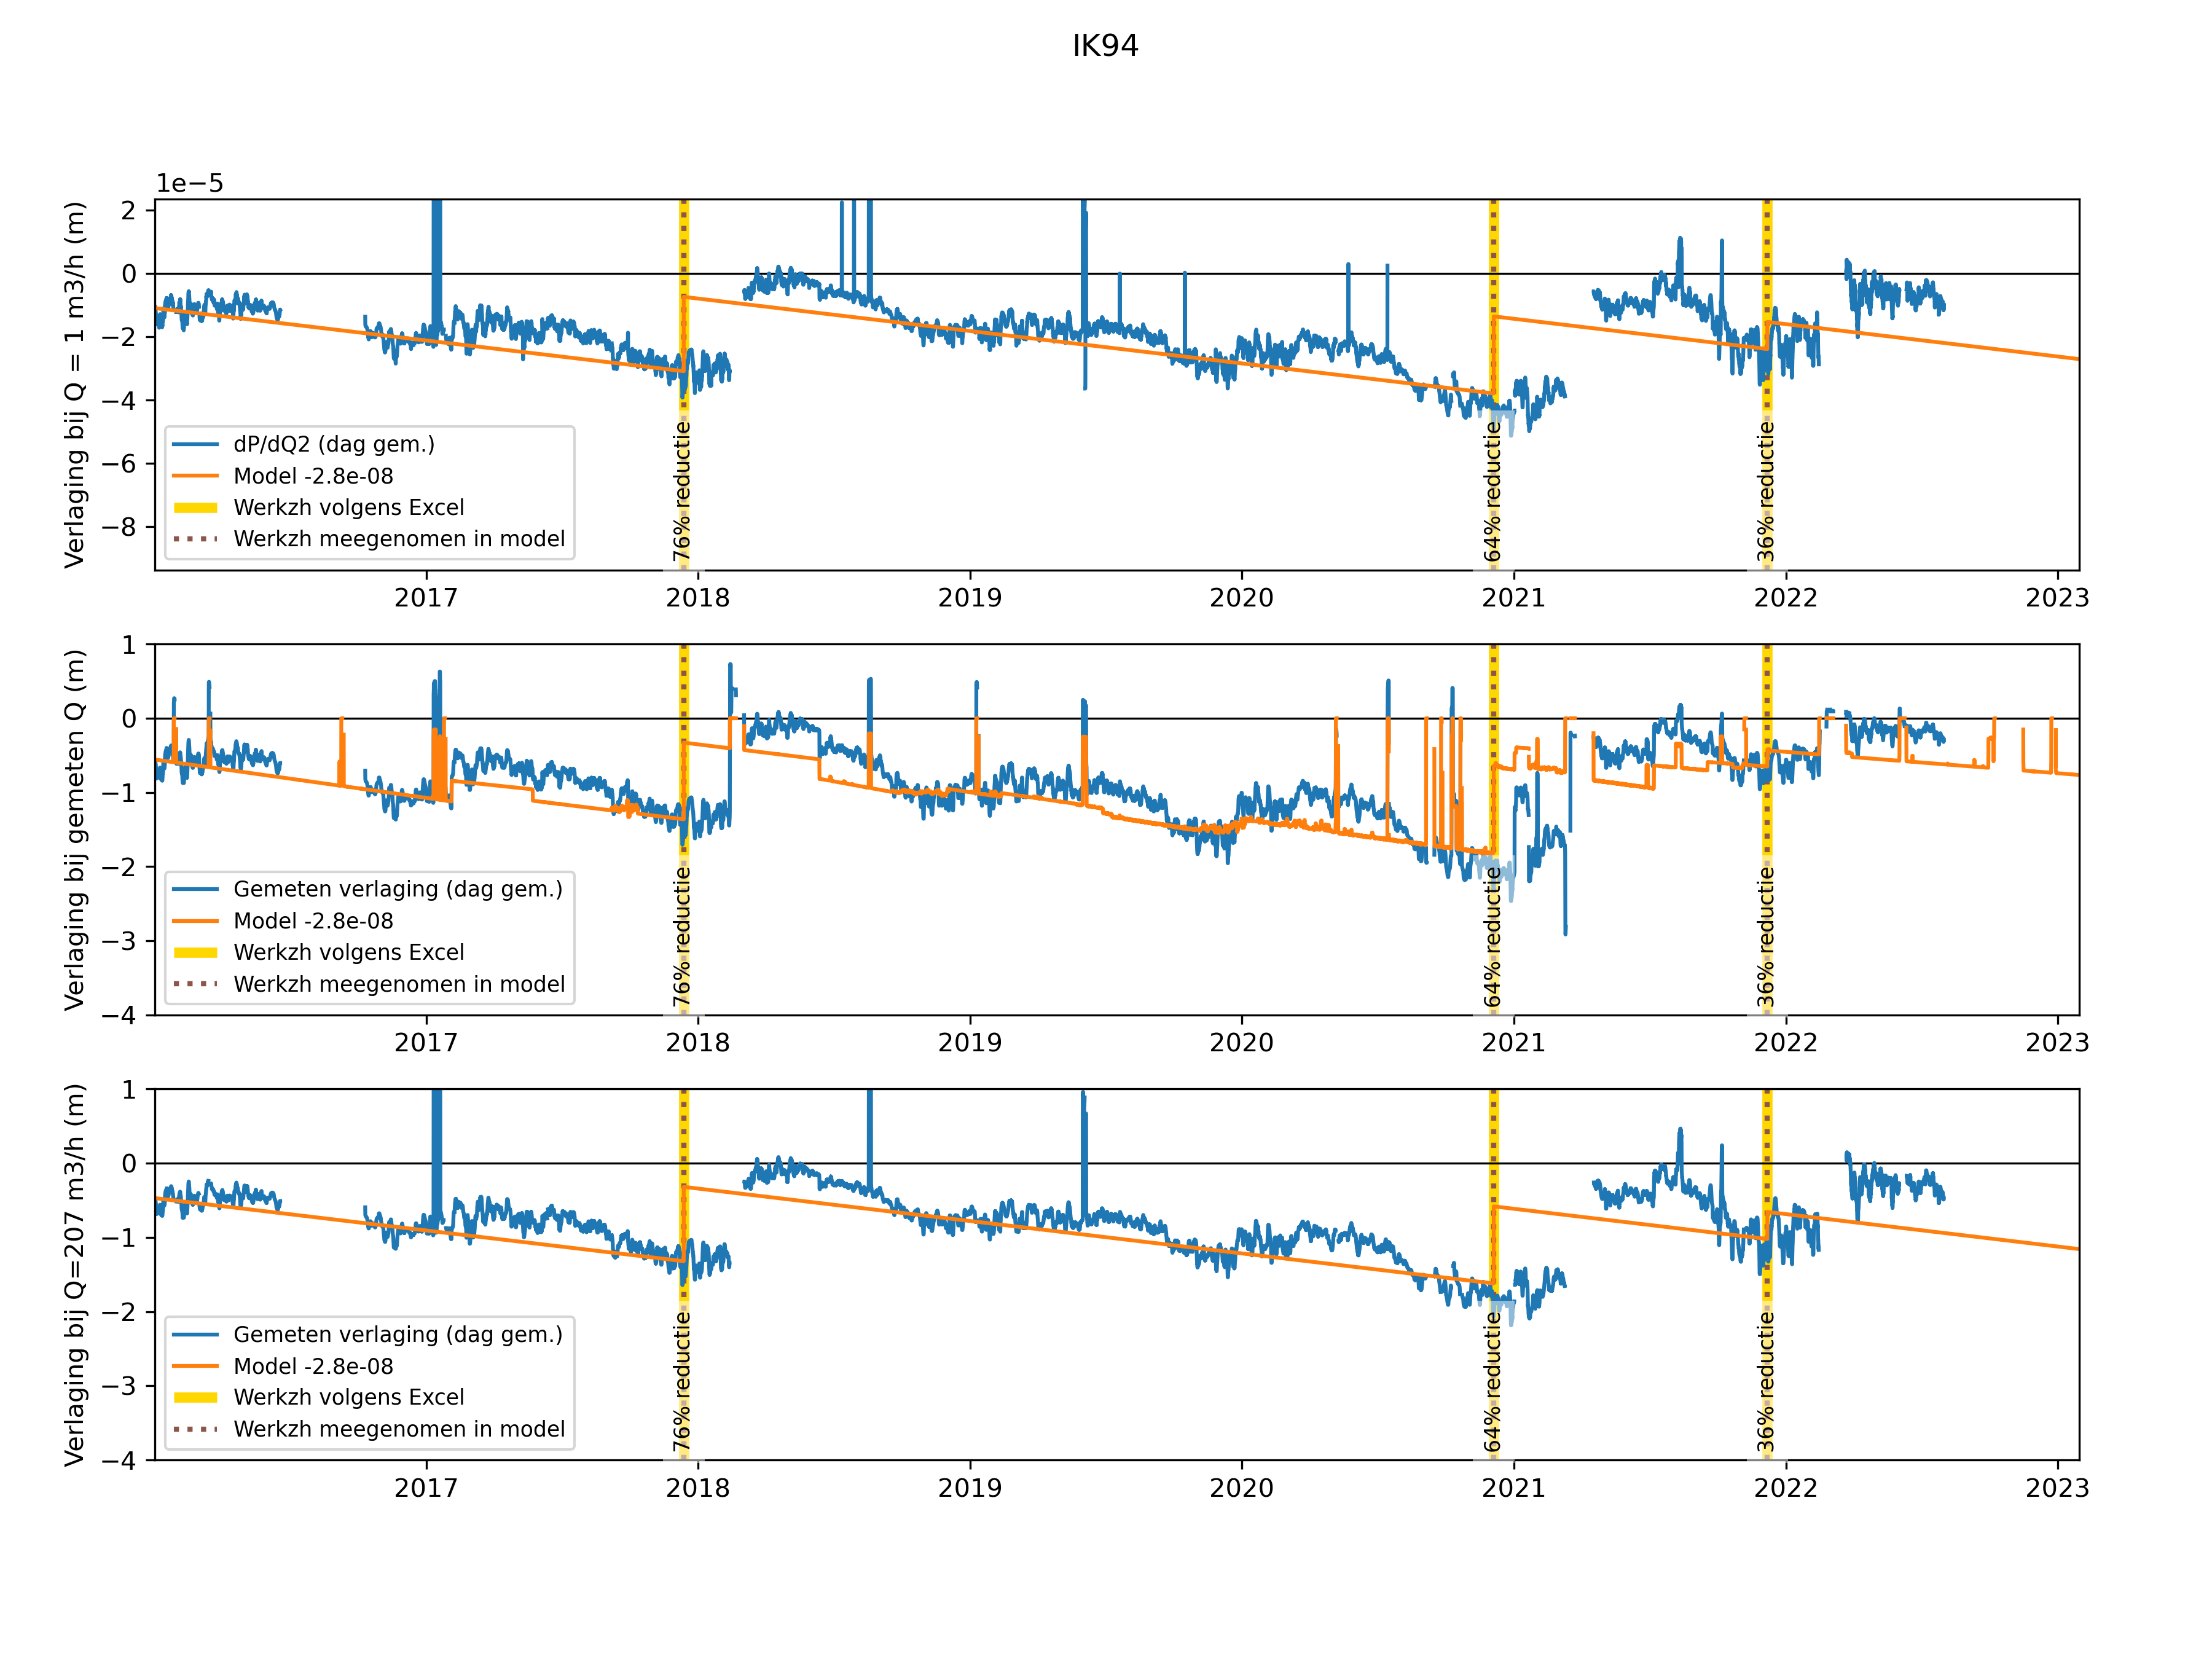 IK94
1e−5
Verlaging bij Q = 1 m3/h (m)
2
0
−2
−4
−6
−8
dP/dQ2 (dag gem.)
Model -2.8e-08
Werkzh volgens Excel
Werkzh meegenomen in model
76% reductie
64% reductie
36% reductie
2017 2018 2019 2020 2021 2022 2023
Verlaging bij gemeten Q (m)
1
0
−1
−2
−3
−4
Gemeten verlaging (dag gem.)
Model -2.8e-08
Werkzh volgens Excel
Werkzh meegenomen in model
76% reductie
64% reductie
36% reductie
2017 2018 2019 2020 2021 2022 2023
Verlaging bij Q=207 m3/h (m)
1
0
−1
−2
−3
−4
Gemeten verlaging (dag gem.)
Model -2.8e-08
Werkzh volgens Excel
Werkzh meegenomen in model
76% reductie
64% reductie
36% reductie
2017 2018 2019 2020 2021 2022 2023